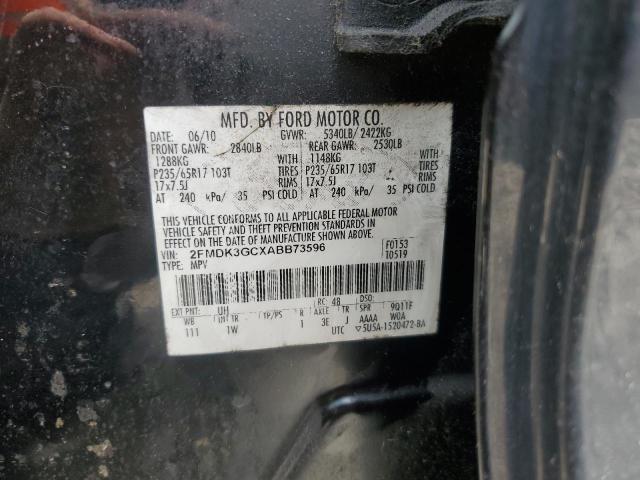 MFD. BY FORD MOTOR CO.
DATE: 06/10 GVWR: 5340LB/ 2422KG
FRONT GAWR: 2840LB REAR GAWR: 2530LB
1288KG WITH 1148KG WITH
P235/65R17 103T TIRES P235/65R17 103T TIRES
17x7.5J RIMS 17x7.5J RIMS
AT 240 kPa/ 35 PSI COLD AT 240 kPa/ 35 PSI COLD
THIS VEHICLE CONFORMS TO ALL APPLICABLE FEDERAL MOTOR
VEHICLE SAFETY AND THEFT PREVENTION STANDARDS IN
EFFECT ON THE DATE OF MANUFACTURE SHOWN ABOVE.
VIN: 2FMDK3GCXABB73596 F0153
TYPE: MPV T0519
EXT PNT: UH RC: 48 DSO:
WB INT TR TP/PS R AXLE TR SPR 9011F
111 1W 1 3E J AAAA W0A
UTC ▽5U5A-1520472-BA